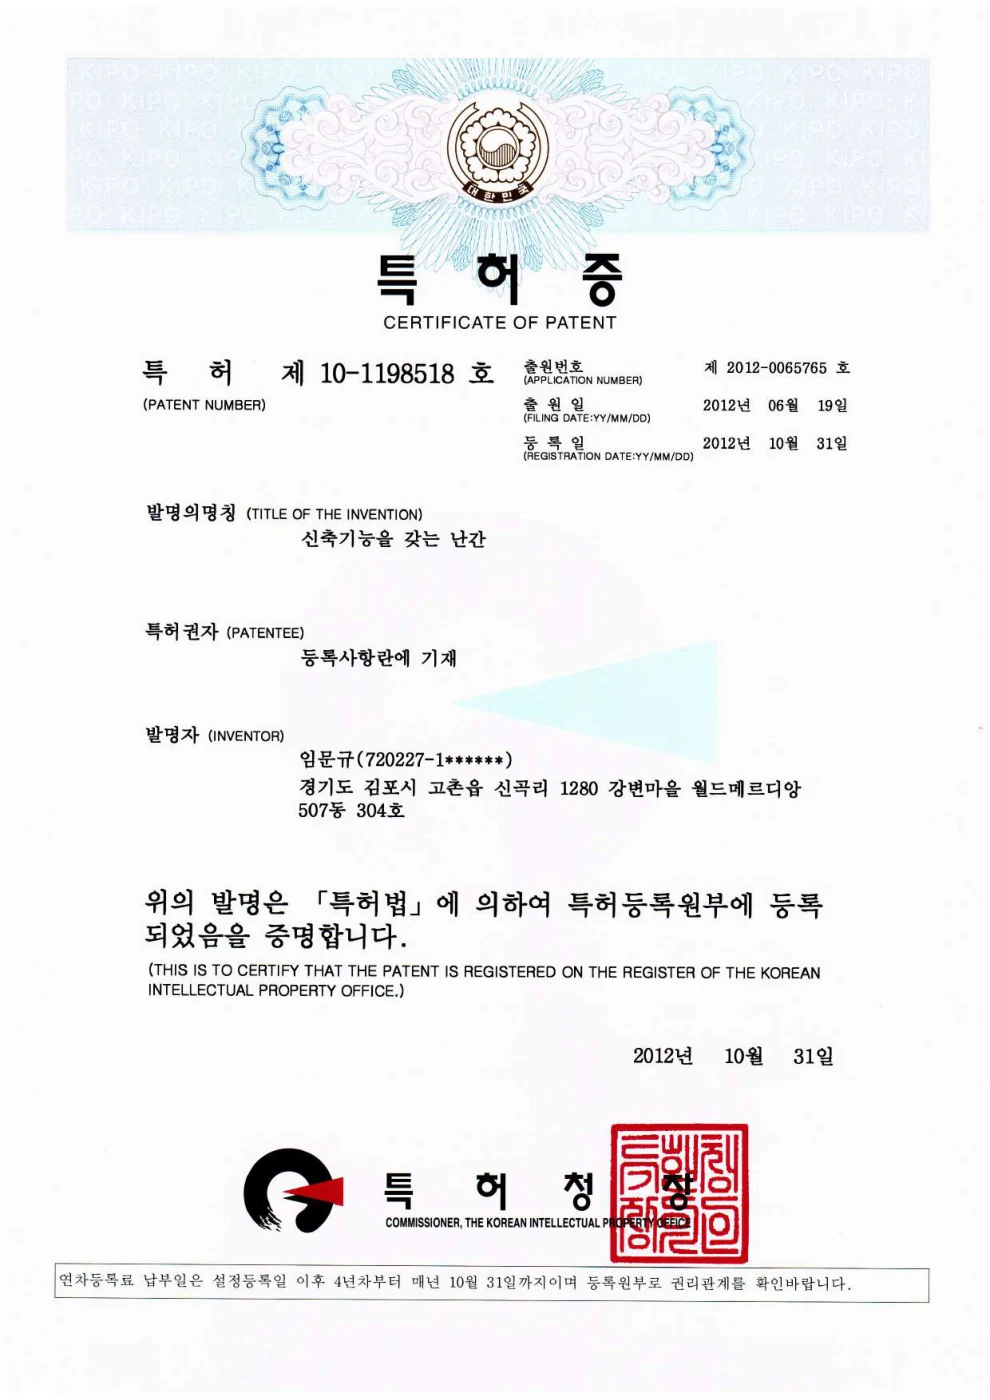 대한민국
특허증
CERTIFICATE OF PATENT
특 허 제 10-1198518 호
(PATENT NUMBER)
출원번호 제 2012-0065765 호
(APPLICATION NUMBER)
출 원 일 2012년 06월 19일
(FILING DATE:YY/MM/DD)
등 록 일 2012년 10월 31일
(REGISTRATION DATE:YY/MM/DD)
발명의명칭 (TITLE OF THE INVENTION)
신축기능을 갖는 난간
특허권자 (PATENTEE)
등록사항란에 기재
발명자 (INVENTOR)
임문규(720227-1******)
경기도 김포시 고촌읍 신곡리 1280 강변마을 월드메르디앙
507동 304호
위의 발명은 「특허법」에 의하여 특허등록원부에 등록
되었음을 증명합니다.
(THIS IS TO CERTIFY THAT THE PATENT IS REGISTERED ON THE REGISTER OF THE KOREAN
INTELLECTUAL PROPERTY OFFICE.)
2012년 10월 31일
특 허 청 장
COMMISSIONER, THE KOREAN INTELLECTUAL PROPERTY OFFICE
연차등록료 납부일은 설정등록일 이후 4년차부터 매년 10월 31일까지이며 등록원부로 권리관계를 확인바랍니다.